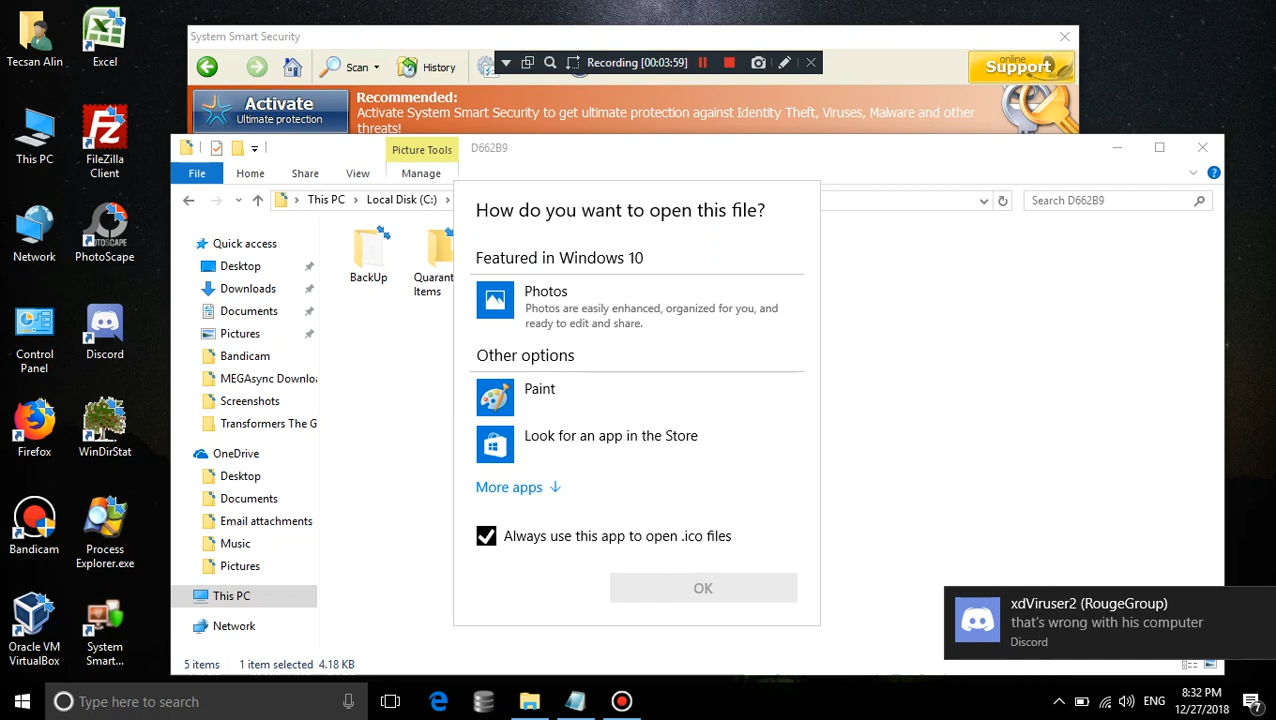 Tecsan Alin
Excel
This PC
FileZilla
Client
Network
PhotoScape
Control
Panel
Discord
Firefox
WinDirStat
Bandicam
Process
Explorer.exe
Oracle VM
VirtualBox
System
Smart...
System Smart Security
Scan
History
Recording [00:03:59]
online
Support
Activate
Ultimate protection
Recommended:
Activate System Smart Security to get ultimate protection against Identity Theft, Viruses, Malware and other
threats!
Picture Tools
D662B9
File
Home
Share
View
Manage
This PC
Local Disk (C:)
Search D662B9
Quick access
Desktop
Downloads
Documents
Pictures
Bandicam
MEGAsync Downlo
Screenshots
Transformers The G
OneDrive
Desktop
Documents
Email attachments
Music
Pictures
This PC
Network
BackUp
Quarant
Items
5 items
1 item selected 4.18 KB
How do you want to open this file?
Featured in Windows 10
Photos
Photos are easily enhanced, organized for you, and
ready to edit and share.
Other options
Paint
Look for an app in the Store
More apps
Always use this app to open .ico files
OK
xdViruser2 (RougeGroup)
that's wrong with his computer
Discord
Type here to search
ENG
8:32 PM
12/27/2018
7